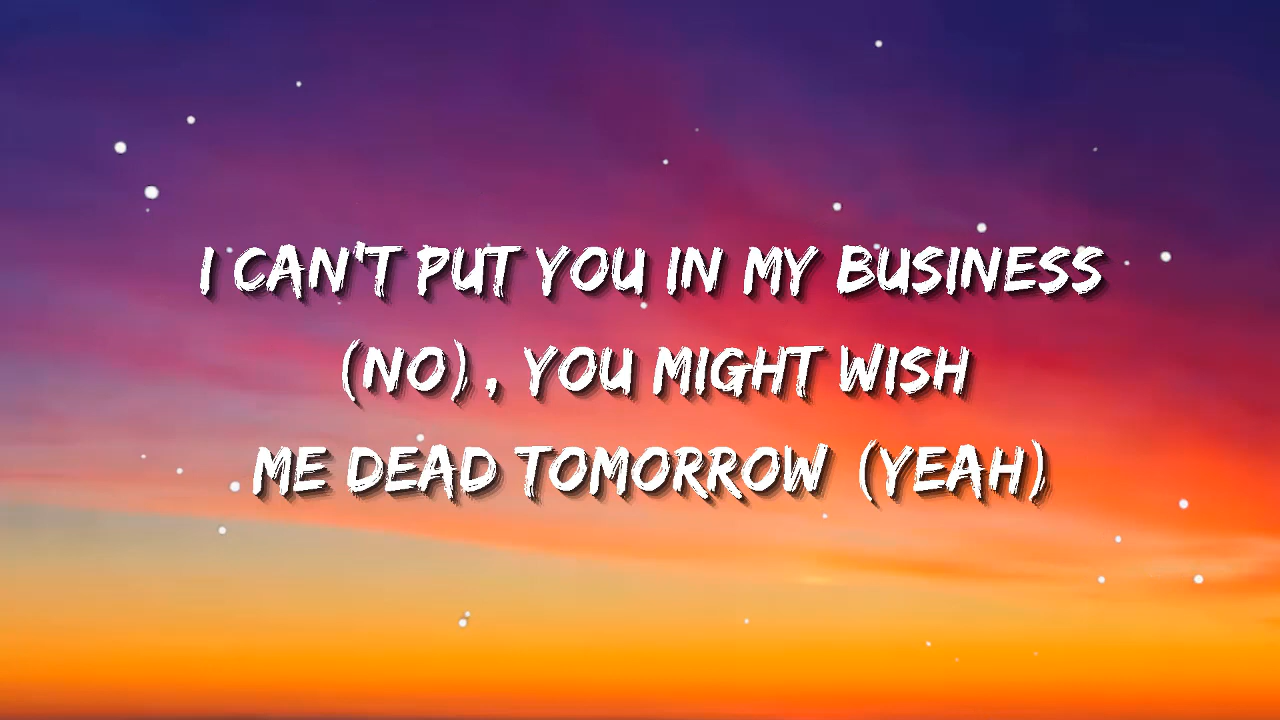 I CAN'T PUT YOU IN MY BUSINESS
(NO) , YOU MIGHT WISH
ME DEAD TOMORROW (YEAH)